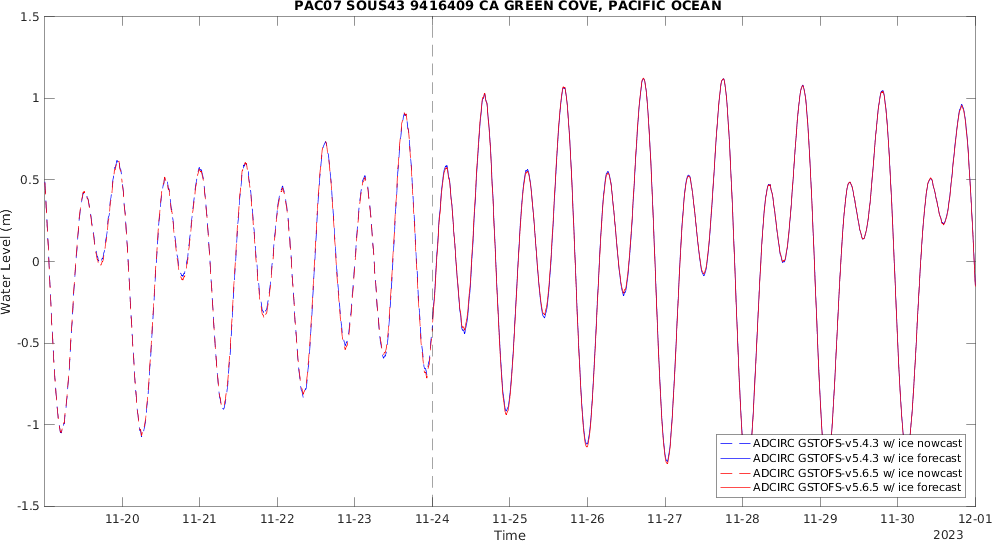 PAC07 SOUS43 9416409 CA GREEN COVE, PACIFIC OCEAN
1.5
1
0.5
0
-0.5
-1
-1.5
Water Level (m)
ADCIRC GSTOFS-v5.4.3 w/ ice nowcast
ADCIRC GSTOFS-v5.4.3 w/ ice forecast
ADCIRC GSTOFS-v5.6.5 w/ ice nowcast
ADCIRC GSTOFS-v5.6.5 w/ ice forecast
11-20 11-21 11-22 11-23 11-24 11-25 11-26 11-27 11-28 11-29 11-30 12-01
Time 2023